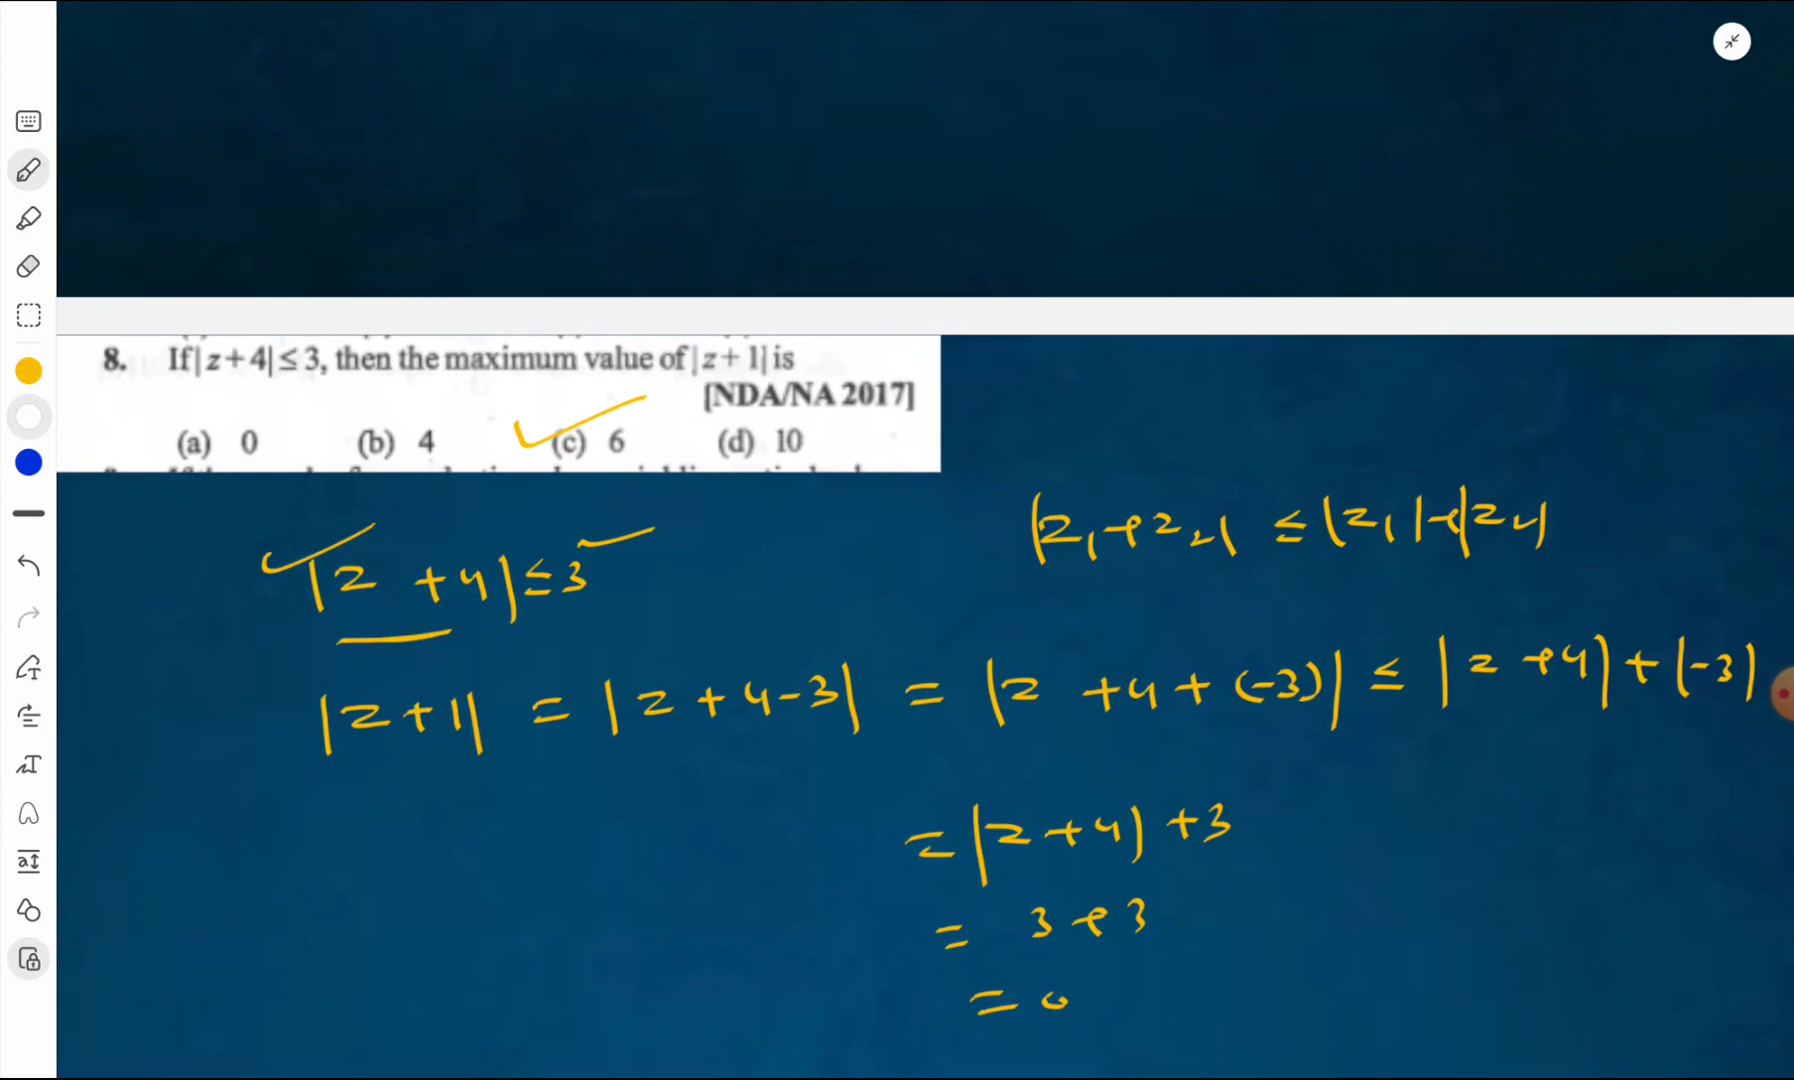 8. If |z+4| ≤ 3, then the maximum value of |z+1| is
[NDA/NA 2017]
(a) 0 (b) 4 (c) 6 (d) 10
|z₁+z₂| ≤ |z₁|+|z₂|
|z +4| ≤ 3
|z+1| = |z+4-3| = |z +4+(-3)| ≤ |z+4|+|-3|
= |z+4|+3
= 3+3
=